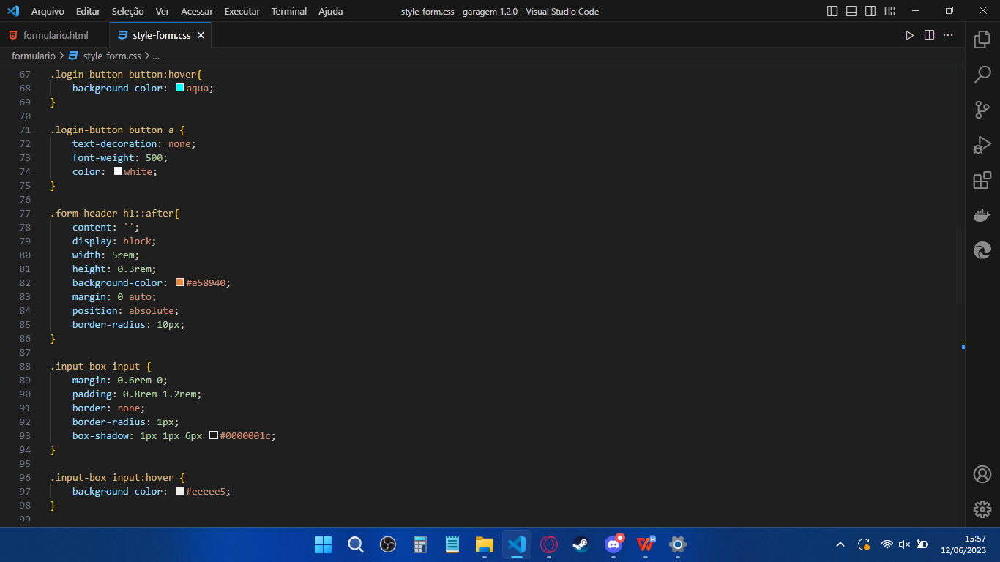 Arquivo Editar Seleção Ver Acessar Executar Terminal Ajuda style-form.css - garagem 1.2.0 - Visual Studio Code
formulario.html style-form.css
formulario > style-form.css > ...
67 .login-button button:hover{
68 background-color: aqua;
69 }
70
71 .login-button button a {
72 text-decoration: none;
73 font-weight: 500;
74 color: white;
75 }
76
77 .form-header h1::after{
78 content: '';
79 display: block;
80 width: 5rem;
81 height: 0.3rem;
82 background-color: #e58940;
83 margin: 0 auto;
84 position: absolute;
85 border-radius: 10px;
86 }
87
88 .input-box input {
89 margin: 0.6rem 0;
90 padding: 0.8rem 1.2rem;
91 border: none;
92 border-radius: 1px;
93 box-shadow: 1px 1px 6px #0000001c;
94 }
95
96 .input-box input:hover {
97 background-color: #eeeee5;
98 }
99
15:57
12/06/2023